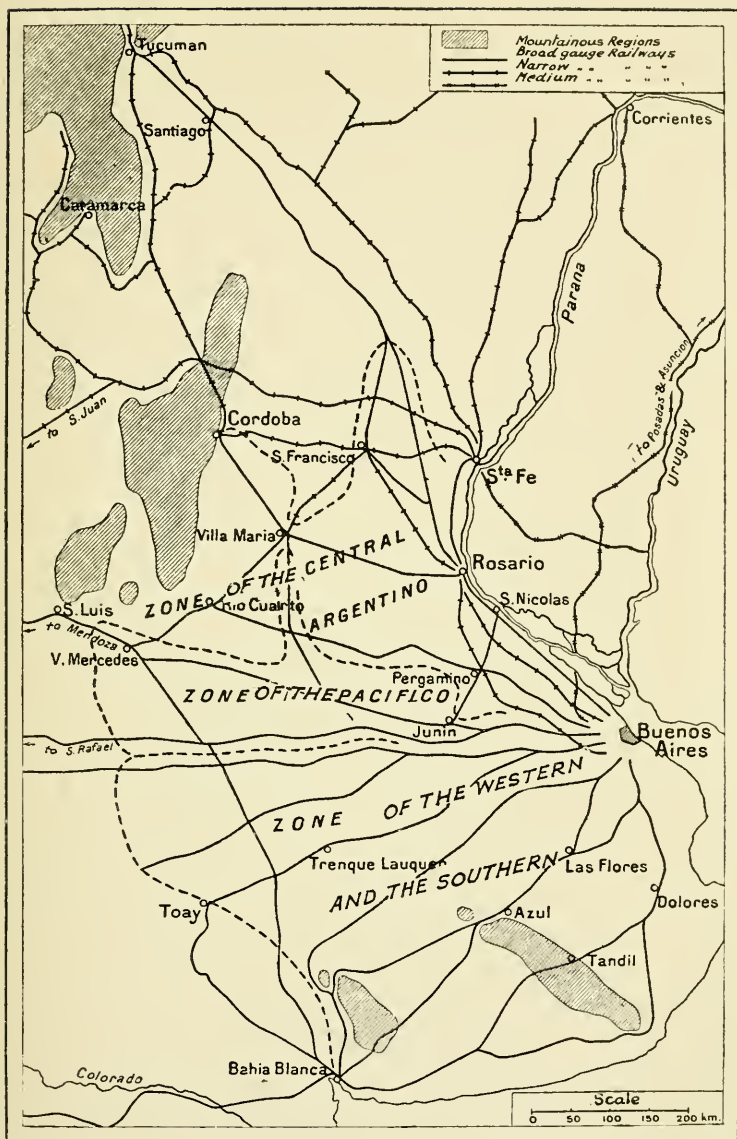 Mountainous Regions
Broad gauge Railways
Narrow " " " " "
Medium " " " " "
Tucuman
Santiago
Corrientes
Catamarca
Parana
to Posadas & Asuncion
Uruguay
to S. Juan
Cordoba
S. Francisco
Sta. Fe
Villa Maria
ZONE OF THE CENTRAL
ARGENTINO
Rosario
S. Luis
Rio Cuarto
S. Nicolas
to Mendoza
V. Mercedes
Pergamino
ZONE OF THE PACIFICO
Junin
Buenos
Aires
to S. Rafael
ZONE OF THE WESTERN
AND THE SOUTHERN
Trenque Lauquen
Las Flores
Toay
Azul
Dolores
Tandil
Bahia Blanca
Colorado
Scale
0 50 100 150 200 km.